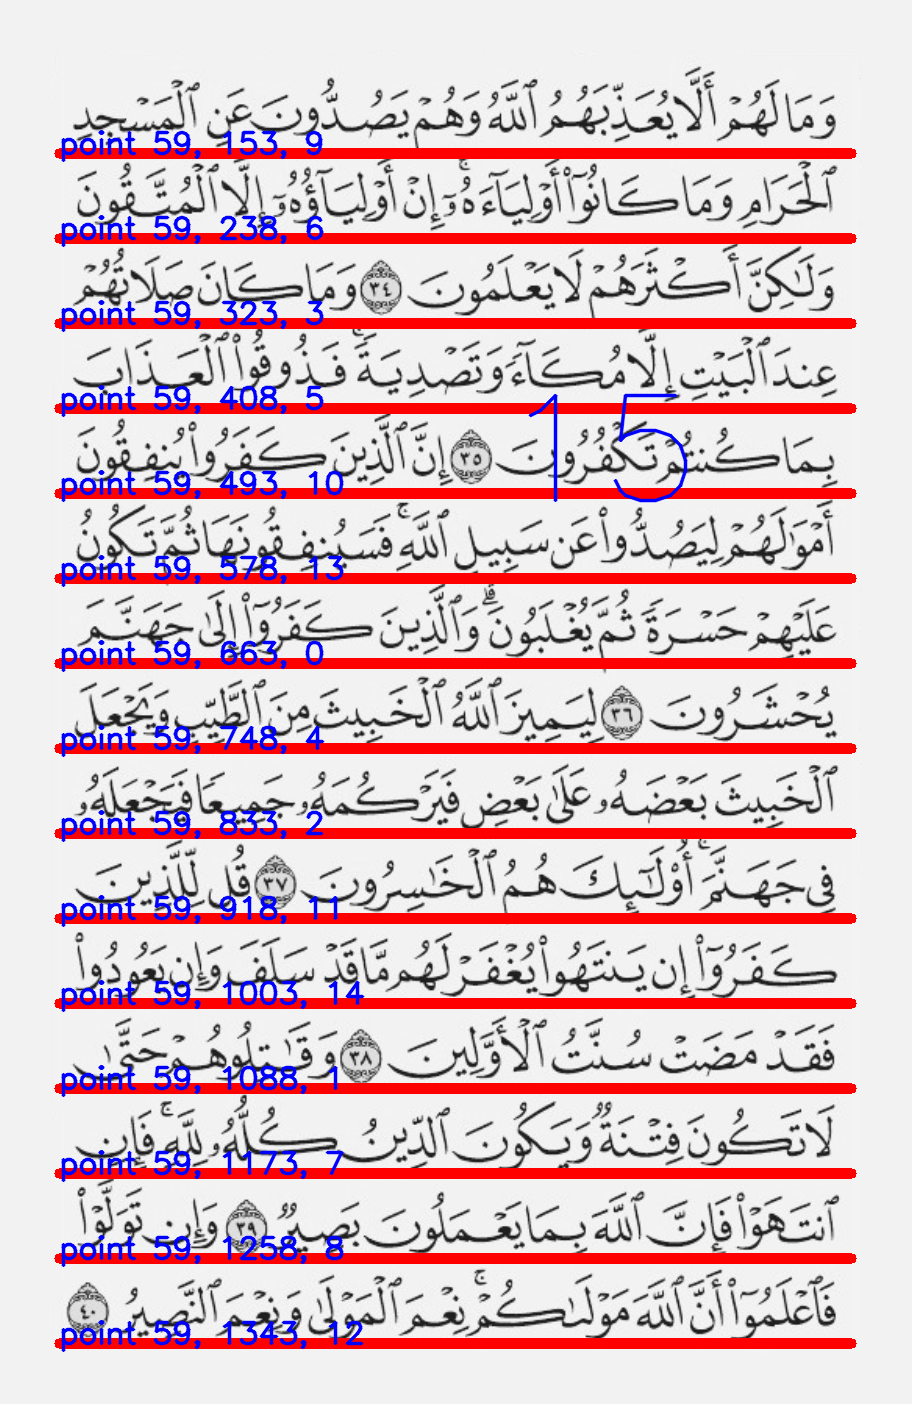 وَمَا لَهُمْ أَلَّا يُعَذِّبَهُمُ ٱللَّهُ وَهُمْ يَصُدُّونَ عَنِ ٱلْمَسْجِدِ
point 59, 153, 9
ٱلْحَرَامِ وَمَا كَانُوٓا۟ أَوْلِيَآءَهُۥٓ ۚ إِنْ أَوْلِيَآؤُهُۥٓ إِلَّا ٱلْمُتَّقُونَ
point 59, 238, 6
وَلَـٰكِنَّ أَكْثَرَهُمْ لَا يَعْلَمُونَ ٣٤ وَمَا كَانَ صَلَاتُهُمْ
point 59, 323, 3
عِندَ ٱلْبَيْتِ إِلَّا مُكَآءً وَتَصْدِيَةً ۚ فَذُوقُوا۟ ٱلْعَذَابَ
point 59, 408, 5
15
بِمَا كُنتُمْ تَكْفُرُونَ ٣٥ إِنَّ ٱلَّذِينَ كَفَرُوا۟ يُنفِقُونَ
point 59, 493, 10
أَمْوَٰلَهُمْ لِيَصُدُّوا۟ عَن سَبِيلِ ٱللَّهِ ۚ فَسَيُنفِقُونَهَا ثُمَّ تَكُونُ
point 59, 578, 13
عَلَيْهِمْ حَسْرَةً ثُمَّ يُغْلَبُونَ ۗ وَٱلَّذِينَ كَفَرُوٓا۟ إِلَىٰ جَهَنَّمَ
point 59, 663, 0
يُحْشَرُونَ ٣٦ لِيَمِيزَ ٱللَّهُ ٱلْخَبِيثَ مِنَ ٱلطَّيِّبِ وَيَجْعَلَ
point 59, 748, 4
ٱلْخَبِيثَ بَعْضَهُۥ عَلَىٰ بَعْضٍ فَيَرْكُمَهُۥ جَمِيعًا فَيَجْعَلَهُۥ
point 59, 833, 2
فِى جَهَنَّمَ ۚ أُو۟لَـٰٓئِكَ هُمُ ٱلْخَـٰسِرُونَ ٣٧ قُل لِّلَّذِينَ
point 59, 918, 11
كَفَرُوٓا۟ إِن يَنتَهُوا۟ يُغْفَرْ لَهُم مَّا قَدْ سَلَفَ وَإِن يَعُودُوا۟
point 59, 1003, 14
فَقَدْ مَضَتْ سُنَّتُ ٱلْأَوَّلِينَ ٣٨ وَقَـٰتِلُوهُمْ حَتَّىٰ
point 59, 1088, 1
لَا تَكُونَ فِتْنَةٌ وَيَكُونَ ٱلدِّينُ كُلُّهُۥ لِلَّهِ ۚ فَإِنِ
point 59, 1173, 7
ٱنتَهَوْا۟ فَإِنَّ ٱللَّهَ بِمَا يَعْمَلُونَ بَصِيرٌ ٣٩ وَإِن تَوَلَّوْا۟
point 59, 1258, 8
فَٱعْلَمُوٓا۟ أَنَّ ٱللَّهَ مَوْلَىٰكُمْ ۚ نِعْمَ ٱلْمَوْلَىٰ وَنِعْمَ ٱلنَّصِيرُ ٤٠
point 59, 1343, 12